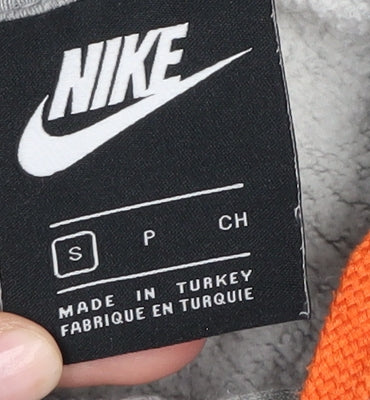 NIKE
S P CH
MADE IN TURKEY
FABRIQUE EN TURQUIE